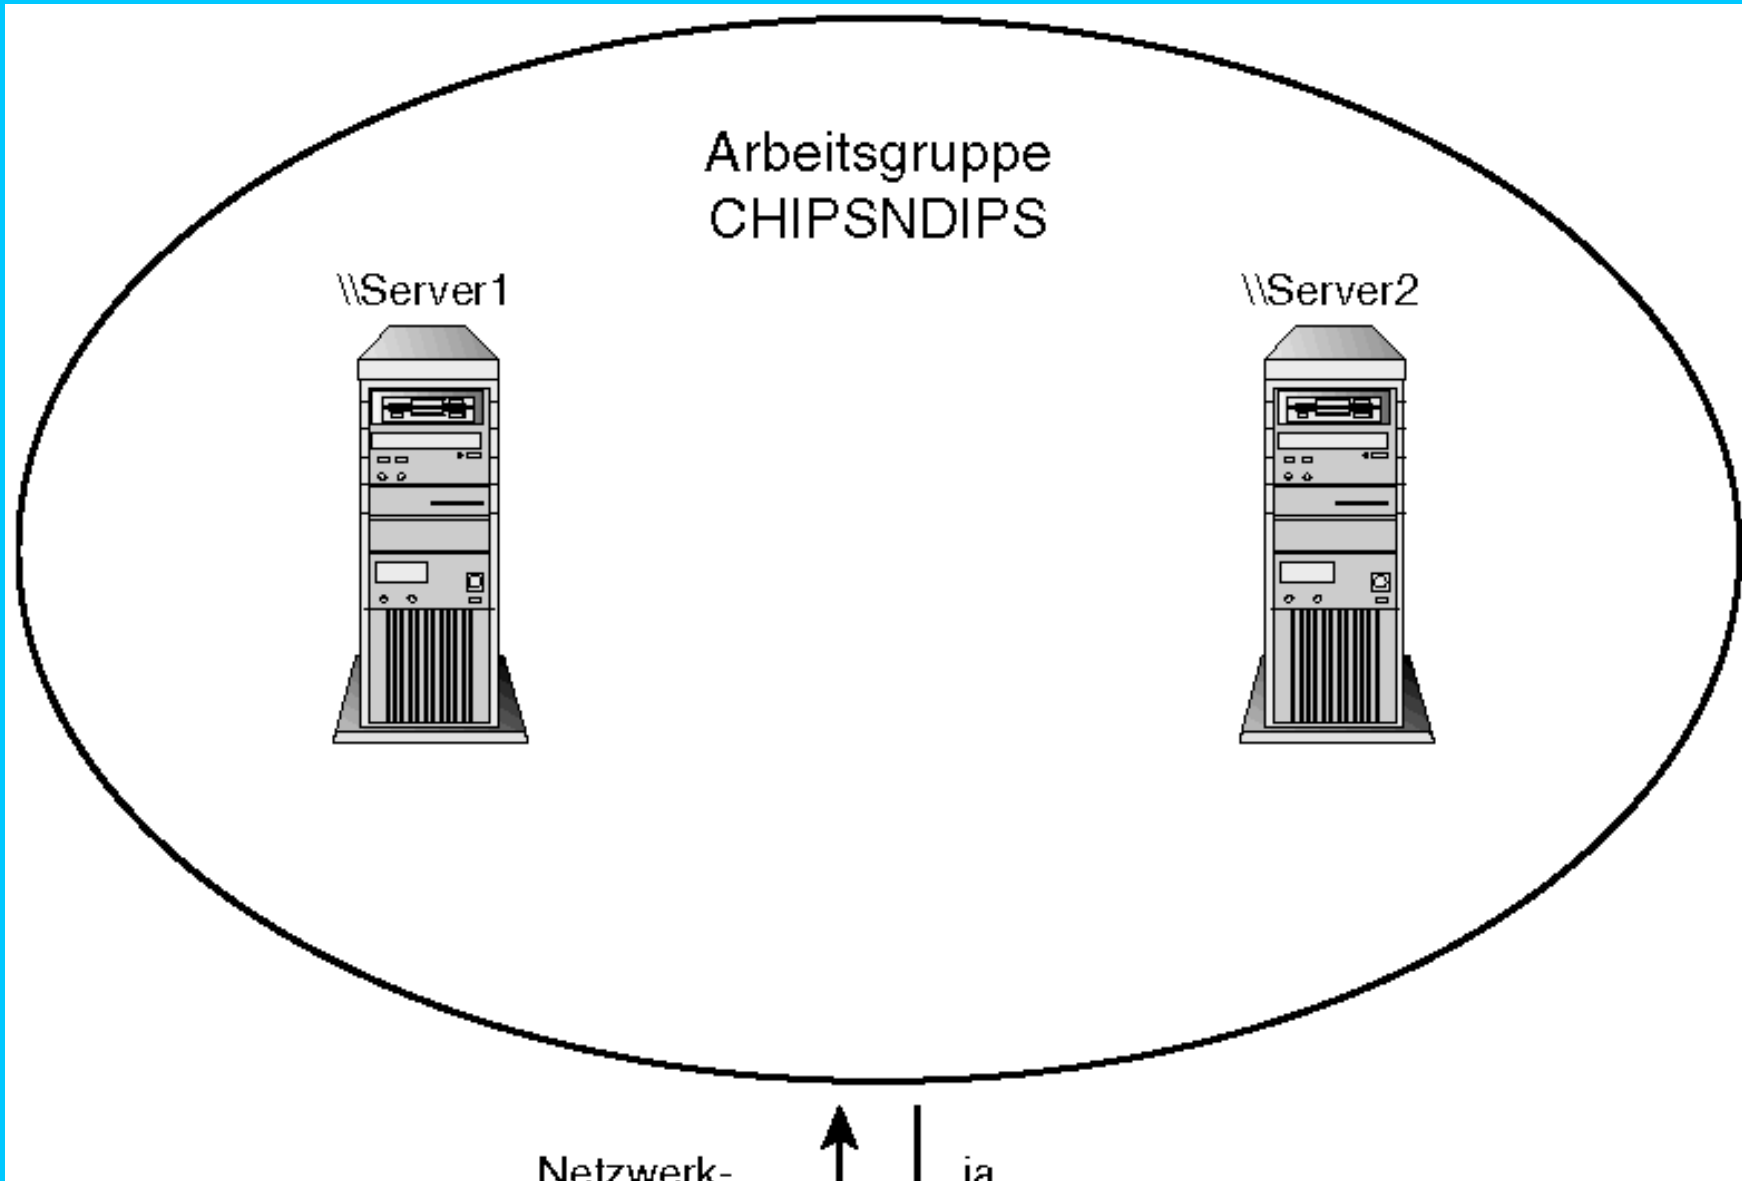 Arbeitsgruppe
CHIPSNDIPS
\\Server1
\\Server2
Netzwerk-
ja